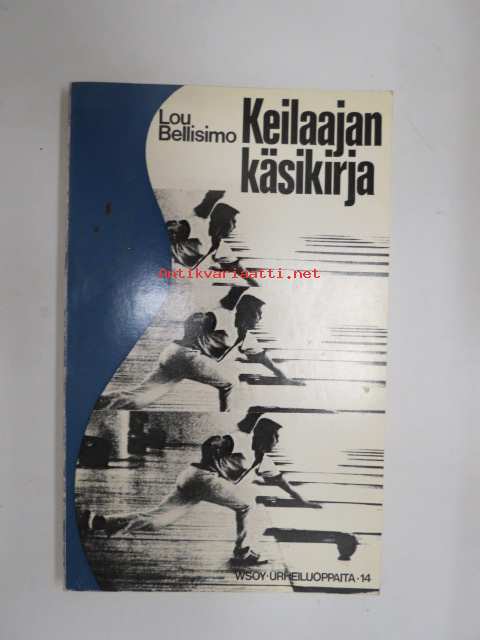 Lou
Bellisimo
Keilaajan
käsikirja
Antikvariaatti.net
WSOY·URHEILUOPPAITA·14